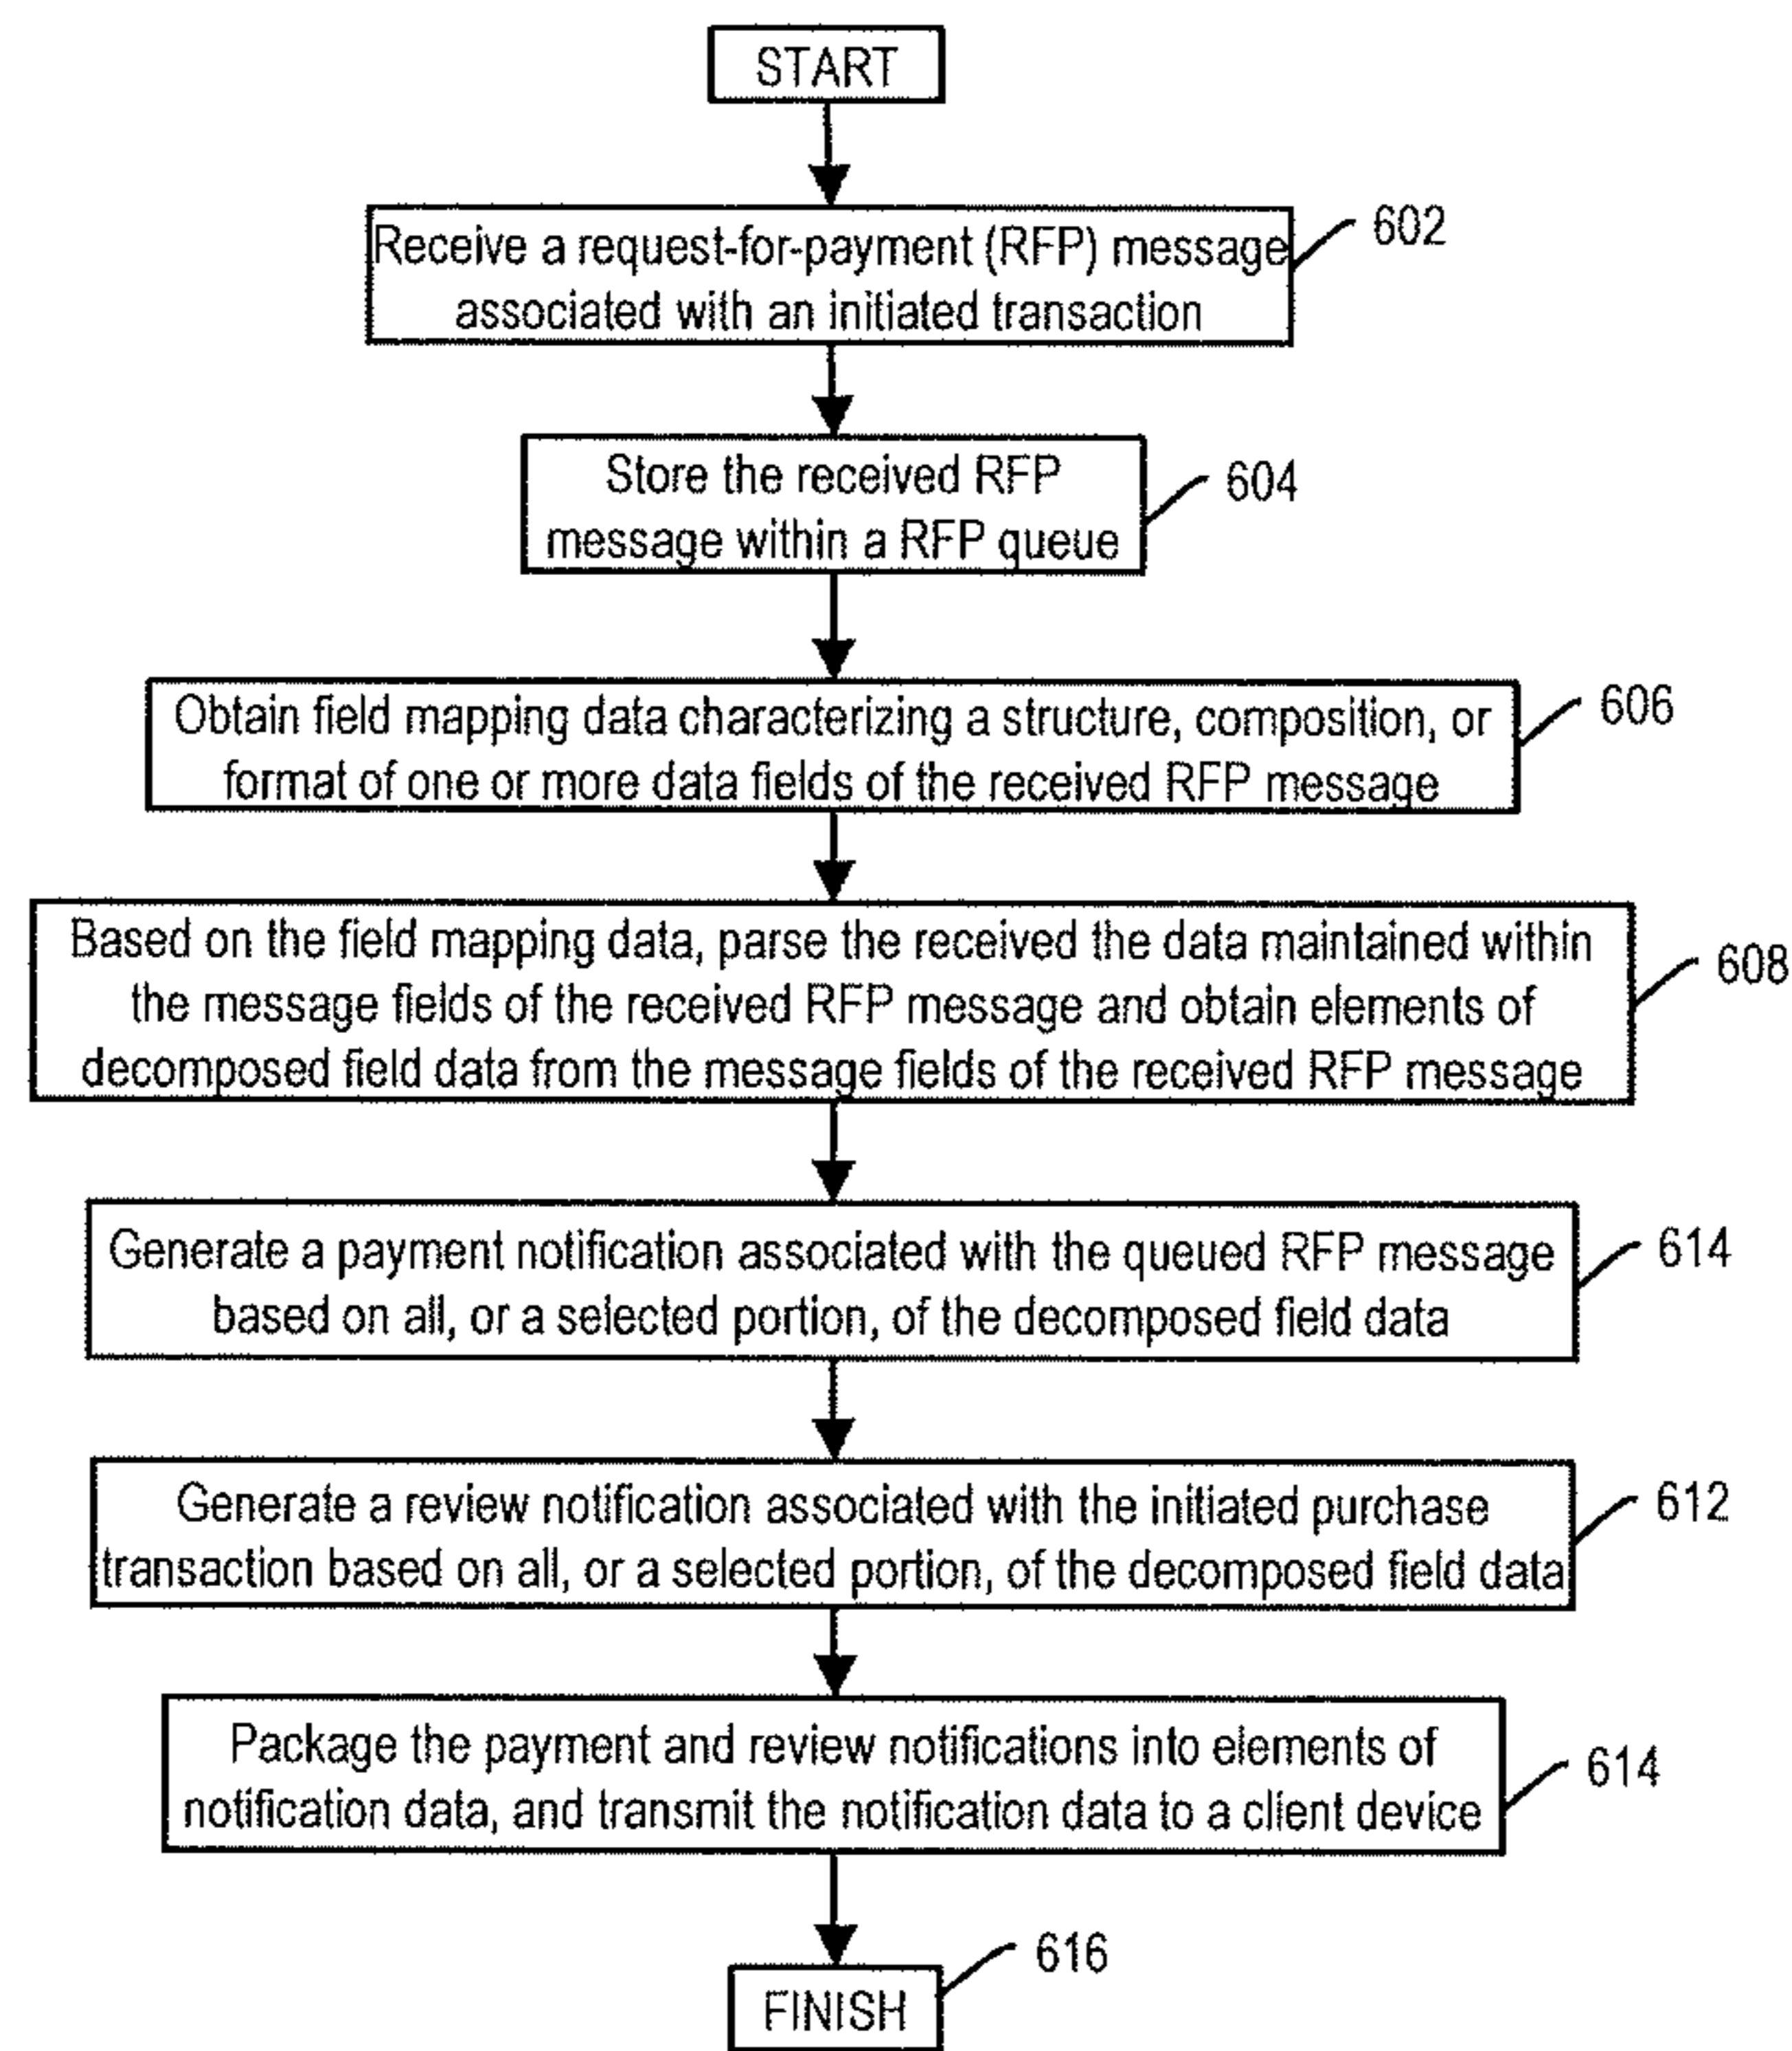 START
Receive a request-for-payment (RFP) message
associated with an initiated transaction
602
Store the received RFP
message within a RFP queue
604
Obtain field mapping data characterizing a structure, composition, or
format of one or more data fields of the received RFP message
606
Based on the field mapping data, parse the received the data maintained within
the message fields of the received RFP message and obtain elements of
decomposed field data from the message fields of the received RFP message
608
Generate a payment notification associated with the queued RFP message
based on all, or a selected portion, of the decomposed field data
614
Generate a review notification associated with the initiated purchase
transaction based on all, or a selected portion, of the decomposed field data
612
Package the payment and review notifications into elements of
notification data, and transmit the notification data to a client device
614
FINISH
616